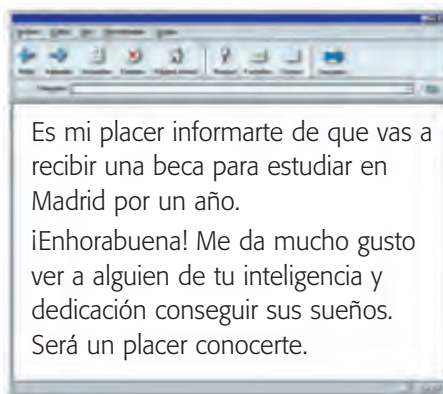 Es mi placer informarte de que vas a
recibir una beca para estudiar en
Madrid por un año.
¡Enhorabuena! Me da mucho gusto
ver a alguien de tu inteligencia y
dedicación conseguir sus sueños.
Será un placer conocerte.